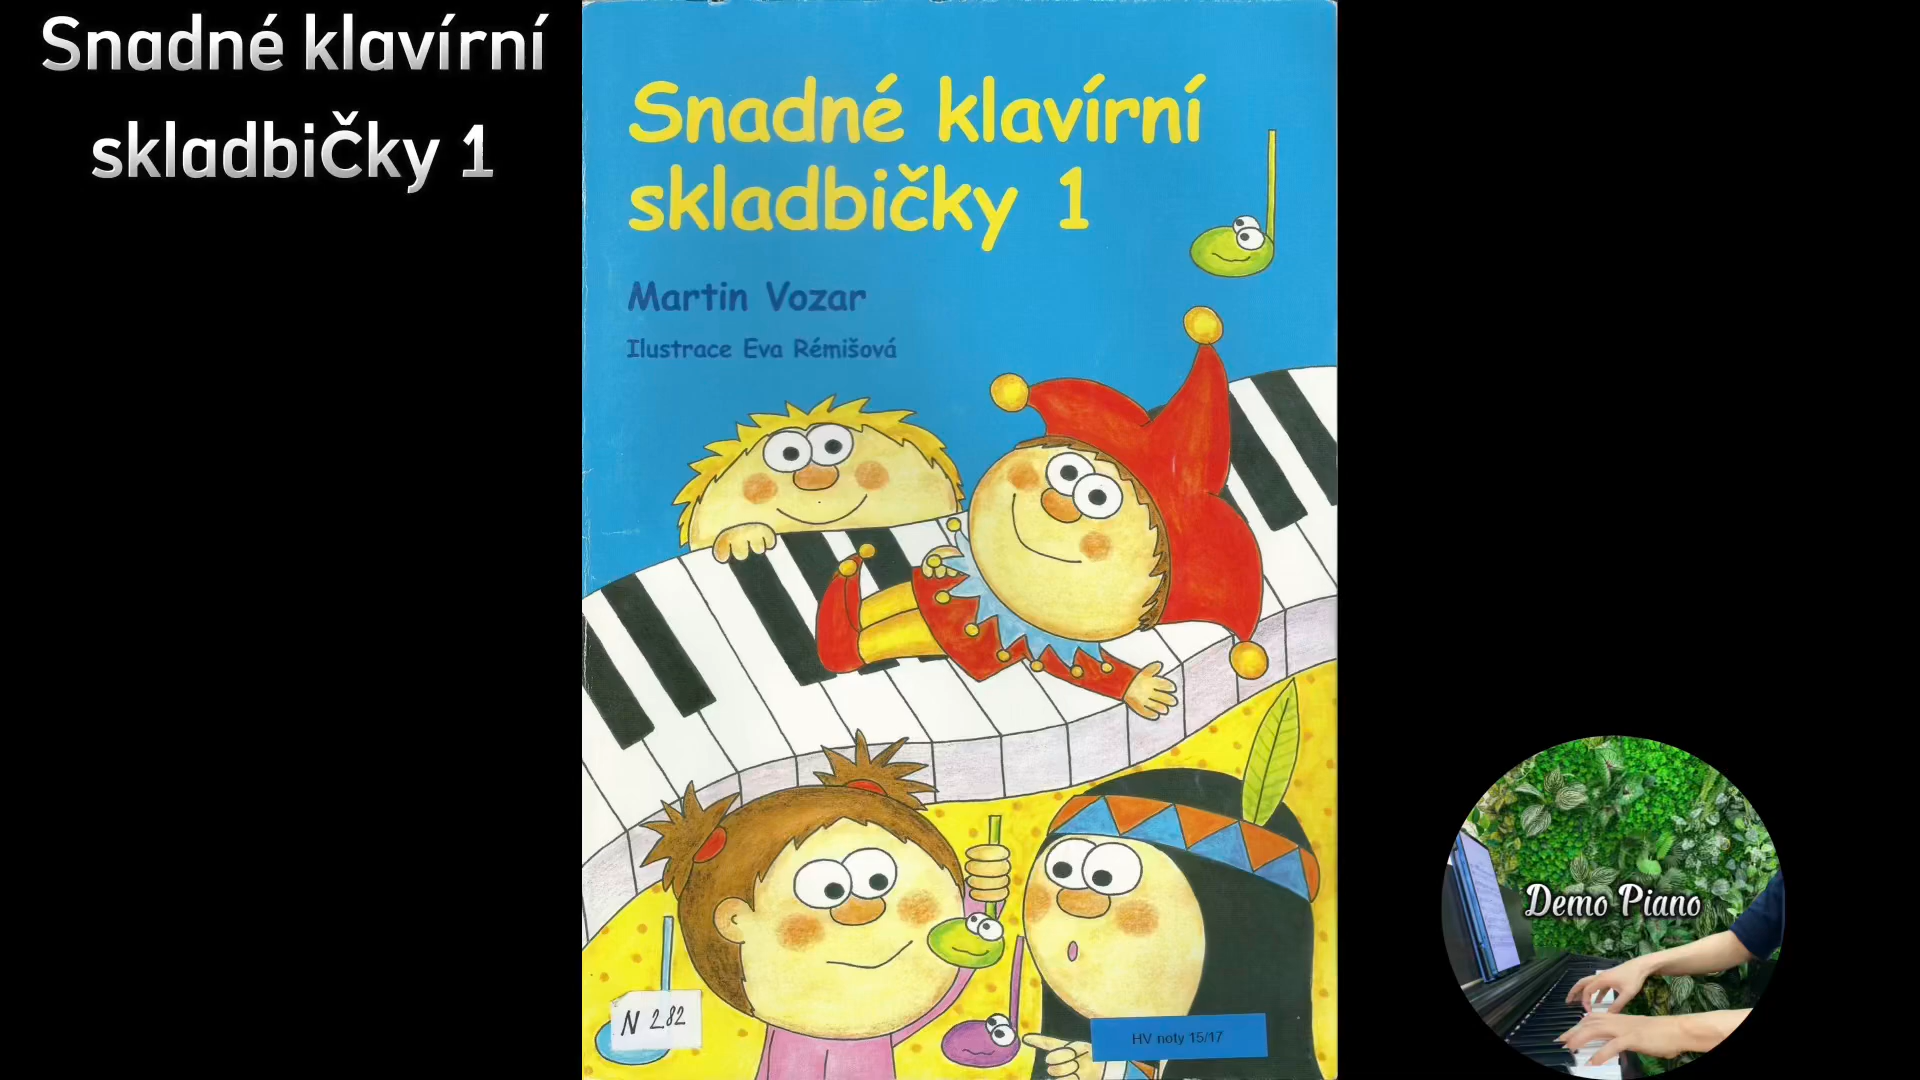 Snadné klavírní
skladbiČky 1
Snadné klavírní
skladbičky 1
Martin Vozar
Ilustrace Eva Rémišová
N 282
HV noty 15/17
Demo Piano